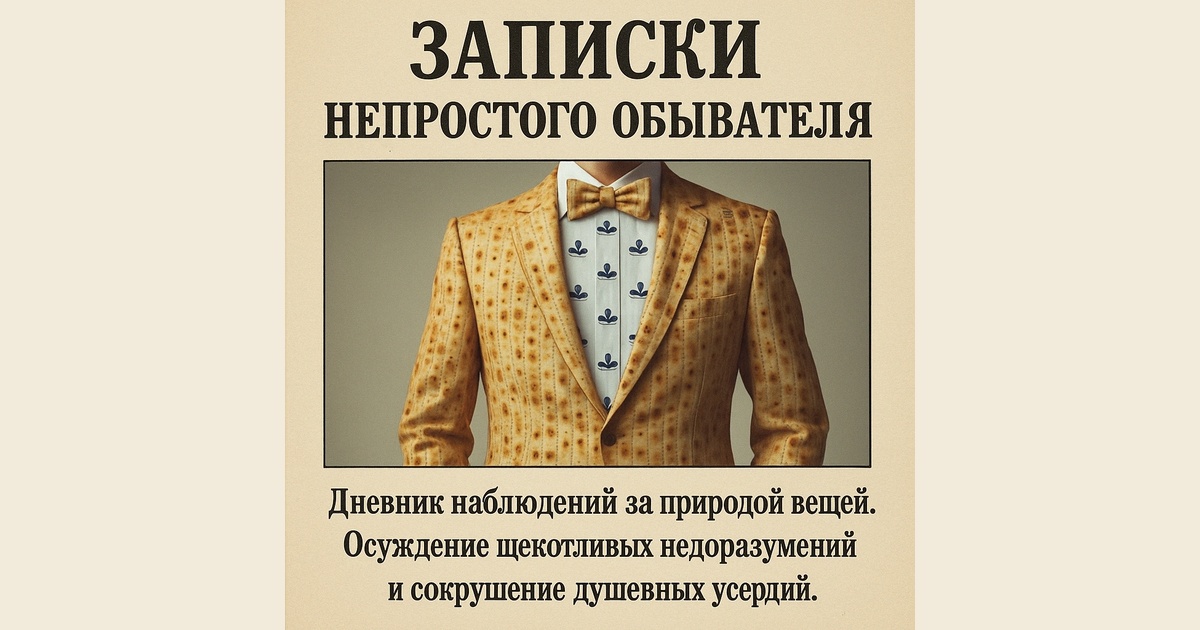 ЗАПИСКИ
НЕПРОСТОГО ОБЫВАТЕЛЯ
Дневник наблюдений за природой вещей.
Осуждение щекотливых недоразумений
и сокрушение душевных усердий.